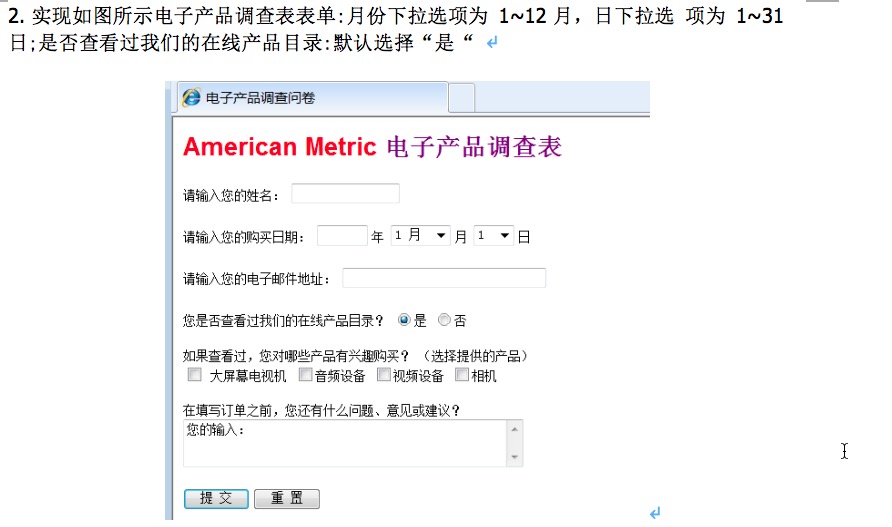 2. 实现如图所示电子产品调查表表单:月份下拉选项为 1~12 月，日下拉选 项为 1~31
日;是否查看过我们的在线产品目录:默认选择“是“
电子产品调查问卷
American Metric 电子产品调查表
请输入您的姓名：
请输入您的购买日期： 年 1 月 月 1 日
请输入您的电子邮件地址：
您是否查看过我们的在线产品目录？ 是 否
如果查看过，您对哪些产品有兴趣购买？ （选择提供的产品）
大屏幕电视机 音频设备 视频设备 相机
在填写订单之前，您还有什么问题、意见或建议？
您的输入：
提 交 重 置